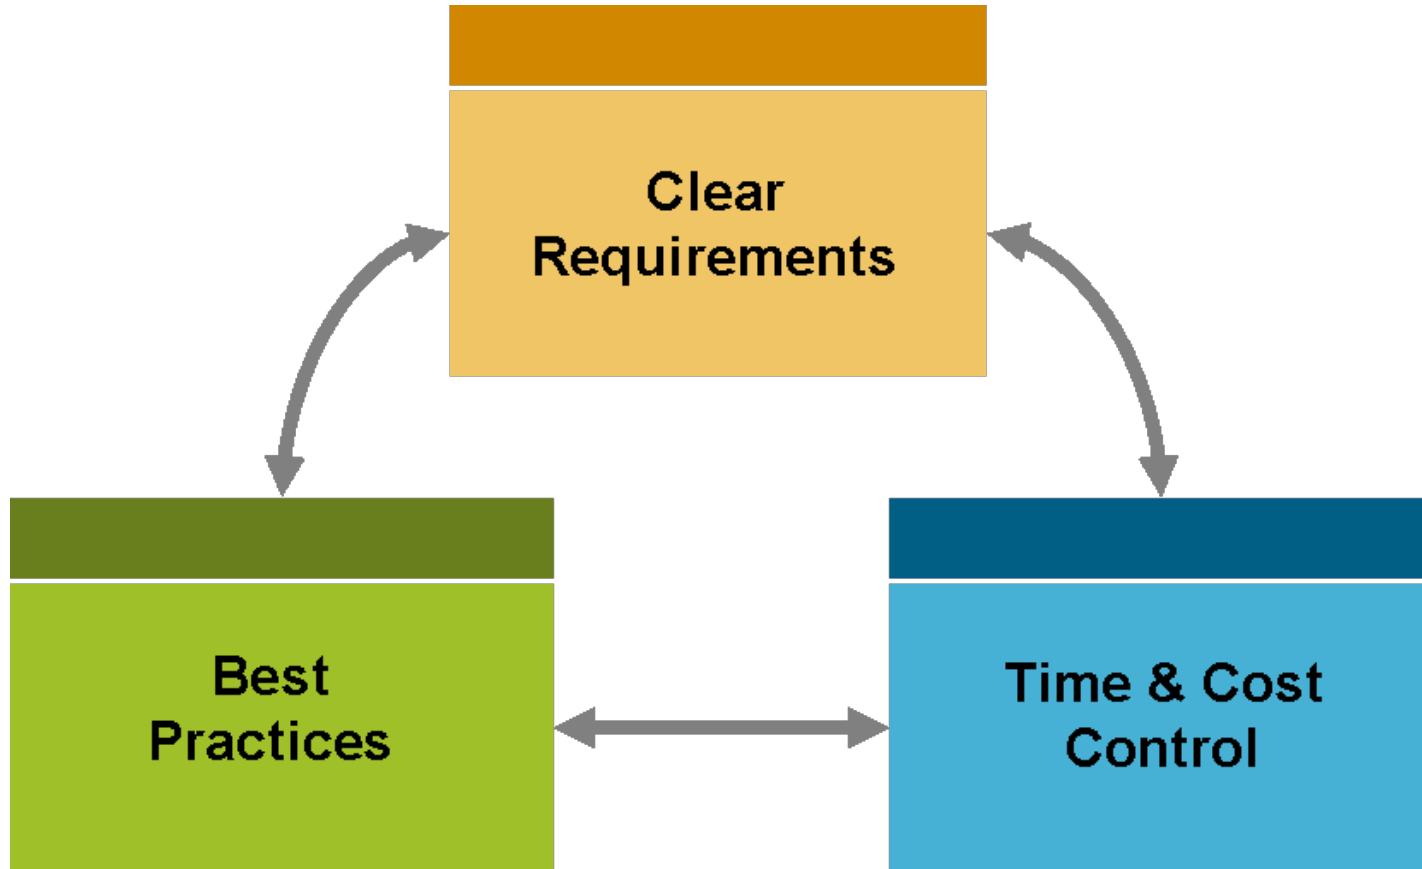 Clear
Requirements
Best
Practices
Time & Cost
Control